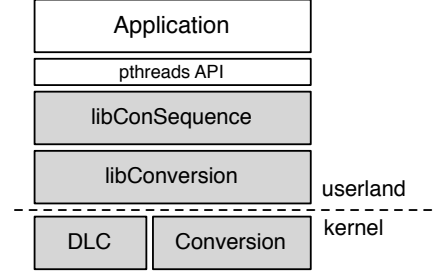 Application
pthreads API
libConSequence
libConversion
userland
kernel
DLC
Conversion